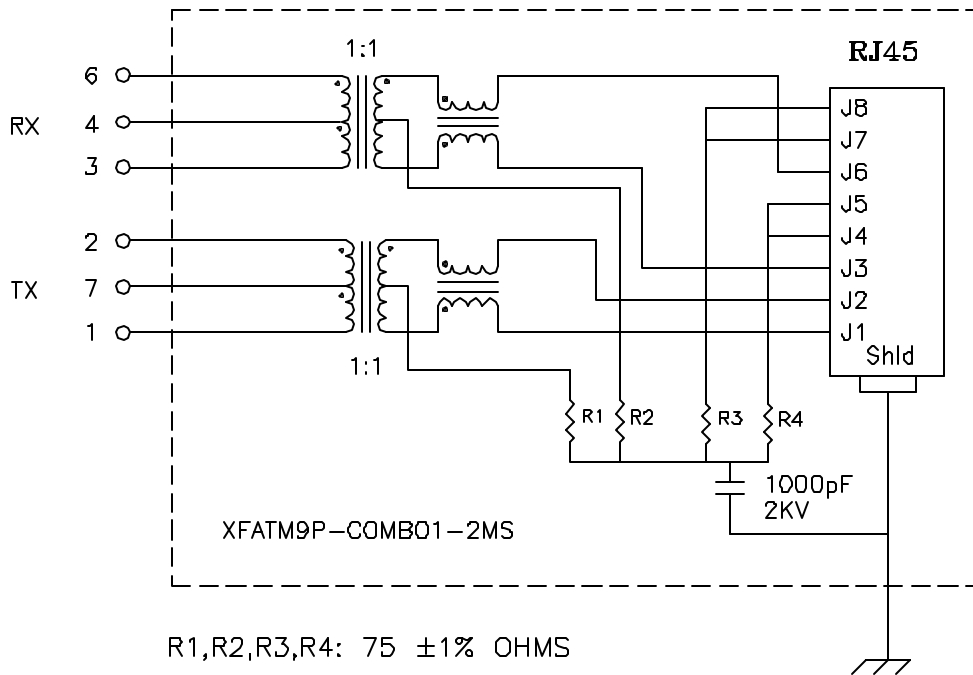 1:1
RJ45
6
RX
4
3
J8
J7
J6
J5
J4
J3
J2
J1
Shld
2
TX
7
1
1:1
R1
R2
R3
R4
1000pF
2KV
XFATM9P-COMBO1-2MS
R1,R2,R3,R4: 75 ±1% OHMS